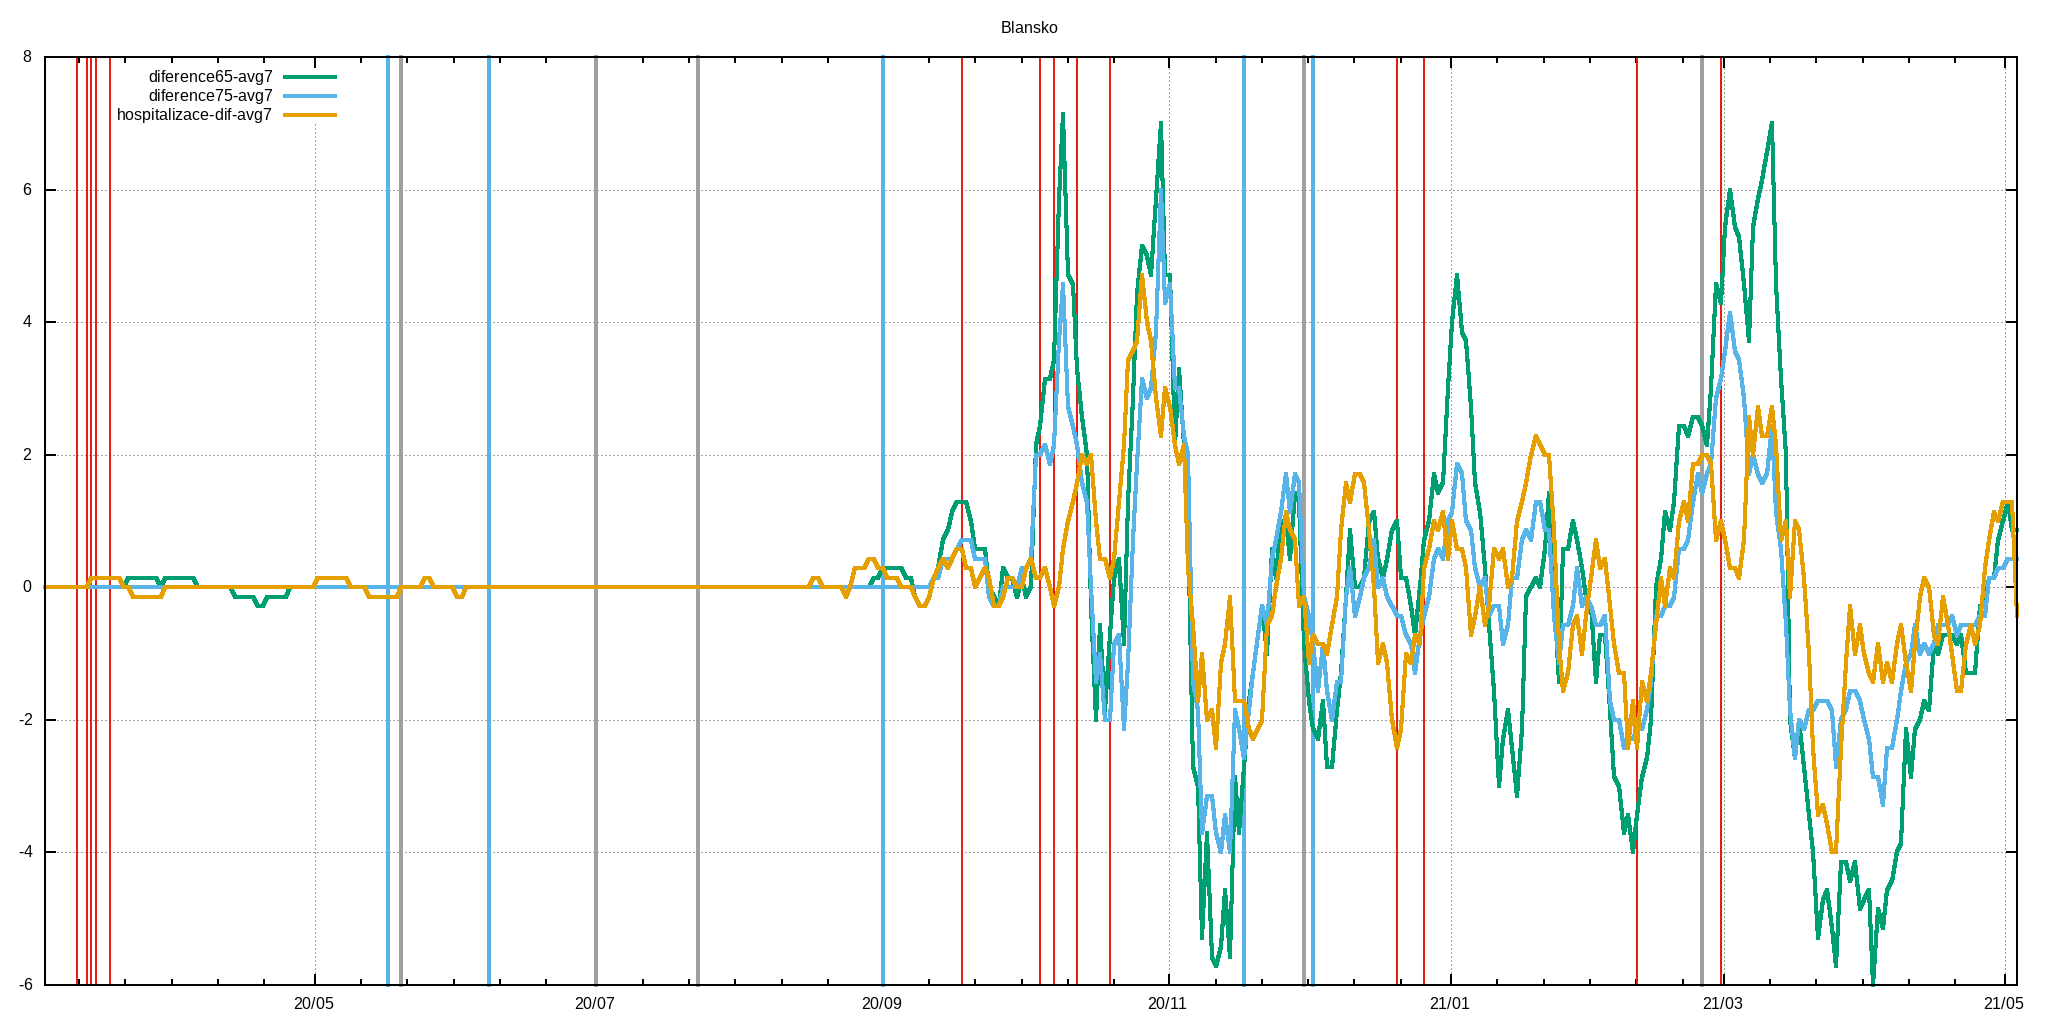 Blansko
diference65-avg7
diference75-avg7
hospitalizace-dif-avg7
8
6
4
2
0
-2
-4
-6
20/05 20/07 20/09 20/11 21/01 21/03 21/05